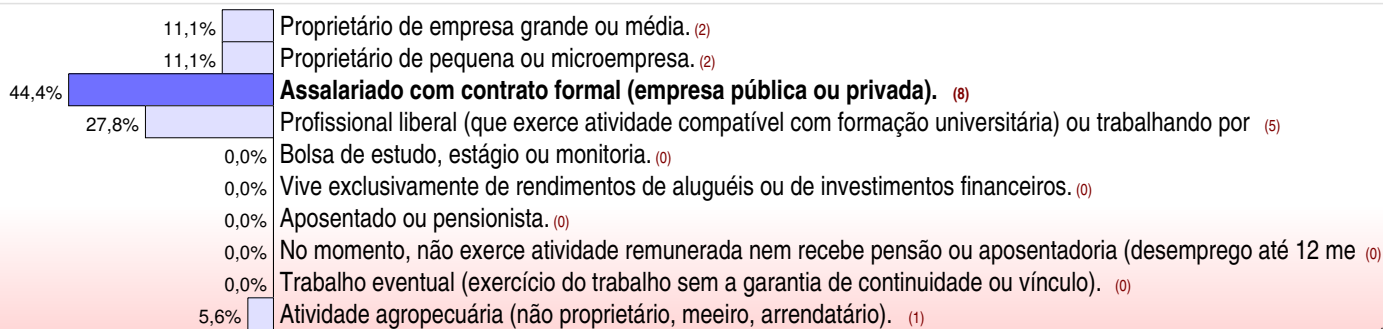 11,1% Proprietário de empresa grande ou média. (2)
11,1% Proprietário de pequena ou microempresa. (2)
44,4% Assalariado com contrato formal (empresa pública ou privada). (8)
27,8% Profissional liberal (que exerce atividade compatível com formação universitária) ou trabalhando por (5)
0,0% Bolsa de estudo, estágio ou monitoria. (0)
0,0% Vive exclusivamente de rendimentos de aluguéis ou de investimentos financeiros. (0)
0,0% Aposentado ou pensionista. (0)
0,0% No momento, não exerce atividade remunerada nem recebe pensão ou aposentadoria (desemprego até 12 me (0)
0,0% Trabalho eventual (exercício do trabalho sem a garantia de continuidade ou vínculo). (0)
5,6% Atividade agropecuária (não proprietário, meeiro, arrendatário). (1)